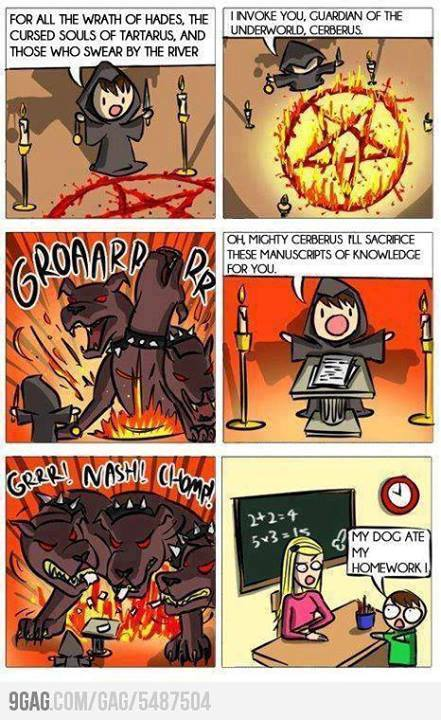 FOR ALL THE WRATH OF HADES, THE
CURSED SOULS OF TARTARUS, AND
THOSE WHO SWEAR BY THE RIVER
I INVOKE YOU, GUARDIAN OF THE
UNDERWORLD, CERBERUS.
GROAARR RR
OH, MIGHTY CERBERUS I'LL SACRIFICE
THESE MANUSCRIPTS OF KNOWLEDGE
FOR YOU.
GRRR! NASH! CHOMP!
2+2=4
5x3=15
MY DOG ATE
MY
HOMEWORK!
9GAG.COM/GAG/5487504